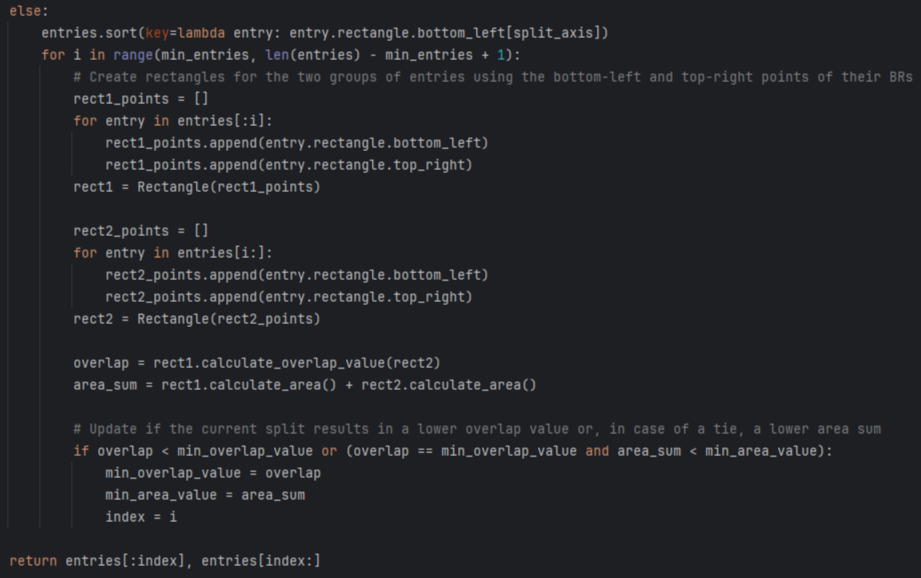 else:
    entries.sort(key=lambda entry: entry.rectangle.bottom_left[split_axis])
    for i in range(min_entries, len(entries) - min_entries + 1):
        # Create rectangles for the two groups of entries using the bottom-left and top-right points of their BRs
        rect1_points = []
        for entry in entries[:i]:
            rect1_points.append(entry.rectangle.bottom_left)
            rect1_points.append(entry.rectangle.top_right)
        rect1 = Rectangle(rect1_points)

        rect2_points = []
        for entry in entries[i:]:
            rect2_points.append(entry.rectangle.bottom_left)
            rect2_points.append(entry.rectangle.top_right)
        rect2 = Rectangle(rect2_points)

        overlap = rect1.calculate_overlap_value(rect2)
        area_sum = rect1.calculate_area() + rect2.calculate_area()

        # Update if the current split results in a lower overlap value or, in case of a tie, a lower area sum
        if overlap < min_overlap_value or (overlap == min_overlap_value and area_sum < min_area_value):
            min_overlap_value = overlap
            min_area_value = area_sum
            index = i

return entries[:index], entries[index:]